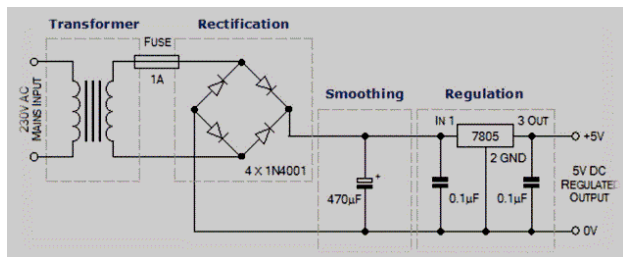 Transformer
Rectification
FUSE
1A
230V AC
MAINS INPUT
4 X 1N4001
Smoothing
Regulation
470µF
+
IN 1
3 OUT
7805
2 GND
0.1µF
0.1µF
+5V
5V DC
REGULATED
OUTPUT
0V